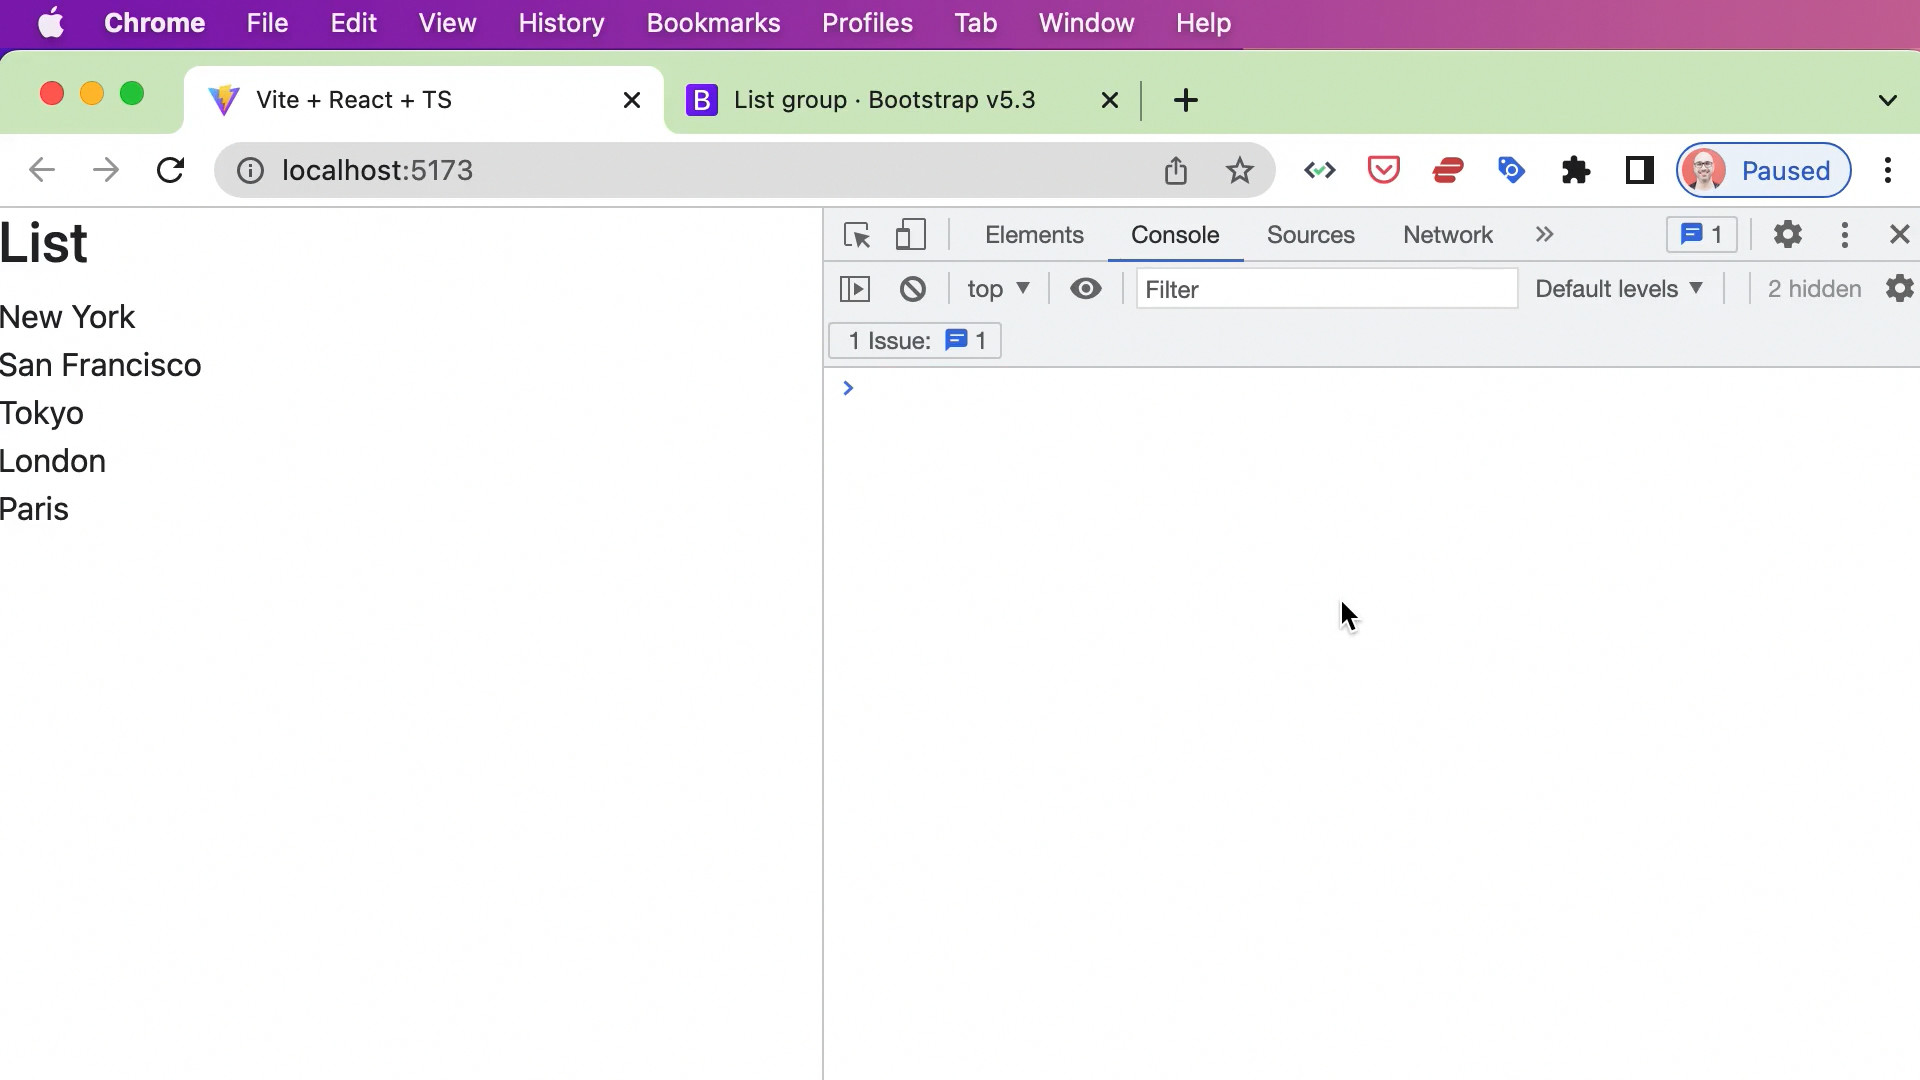 Chrome File Edit View History Bookmarks Profiles Tab Window Help
Vite + React + TS
B List group · Bootstrap v5.3
localhost:5173
Paused
List
New York
San Francisco
Tokyo
London
Paris
Elements Console Sources Network 1
top Filter Default levels 2 hidden
1 Issue: 1